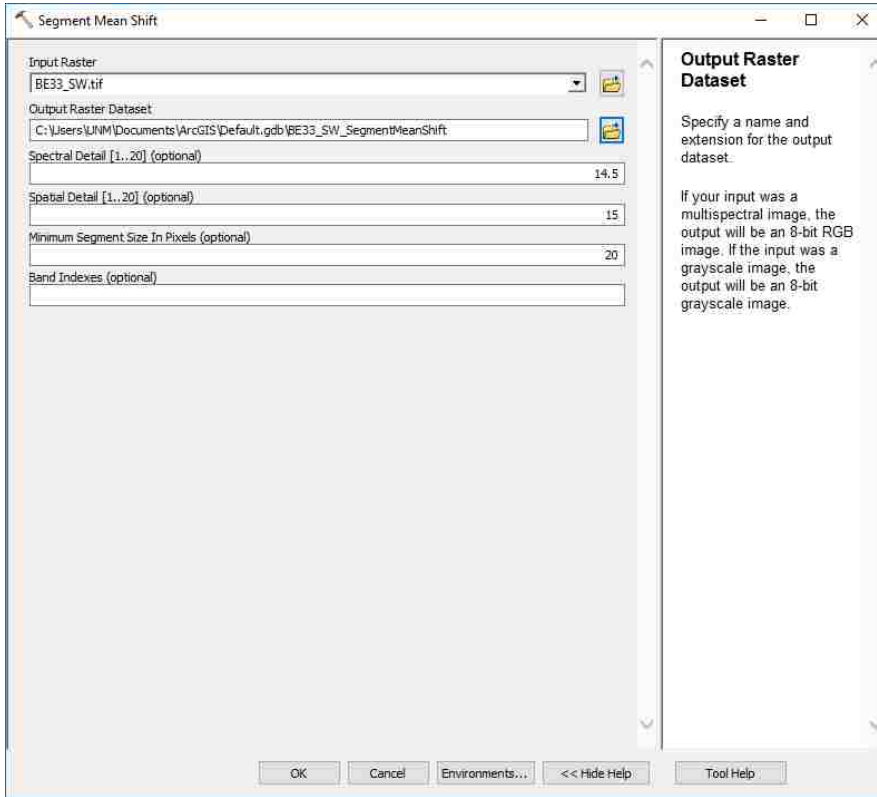 Segment Mean Shift
Input Raster
BE33_SW.tif
Output Raster Dataset
C:\Users\UNM\Documents\ArcGIS\Default.gdb\BE33_SW_SegmentMeanShift
Spectral Detail [1..20] (optional)
14.5
Spatial Detail [1..20] (optional)
15
Minimum Segment Size In Pixels (optional)
20
Band Indexes (optional)
Output Raster
Dataset
Specify a name and
extension for the output
dataset.
If your input was a
multispectral image, the
output will be an 8-bit RGB
image. If the input was a
grayscale image, the
output will be an 8-bit
grayscale image.
OK
Cancel
Environments...
<< Hide Help
Tool Help